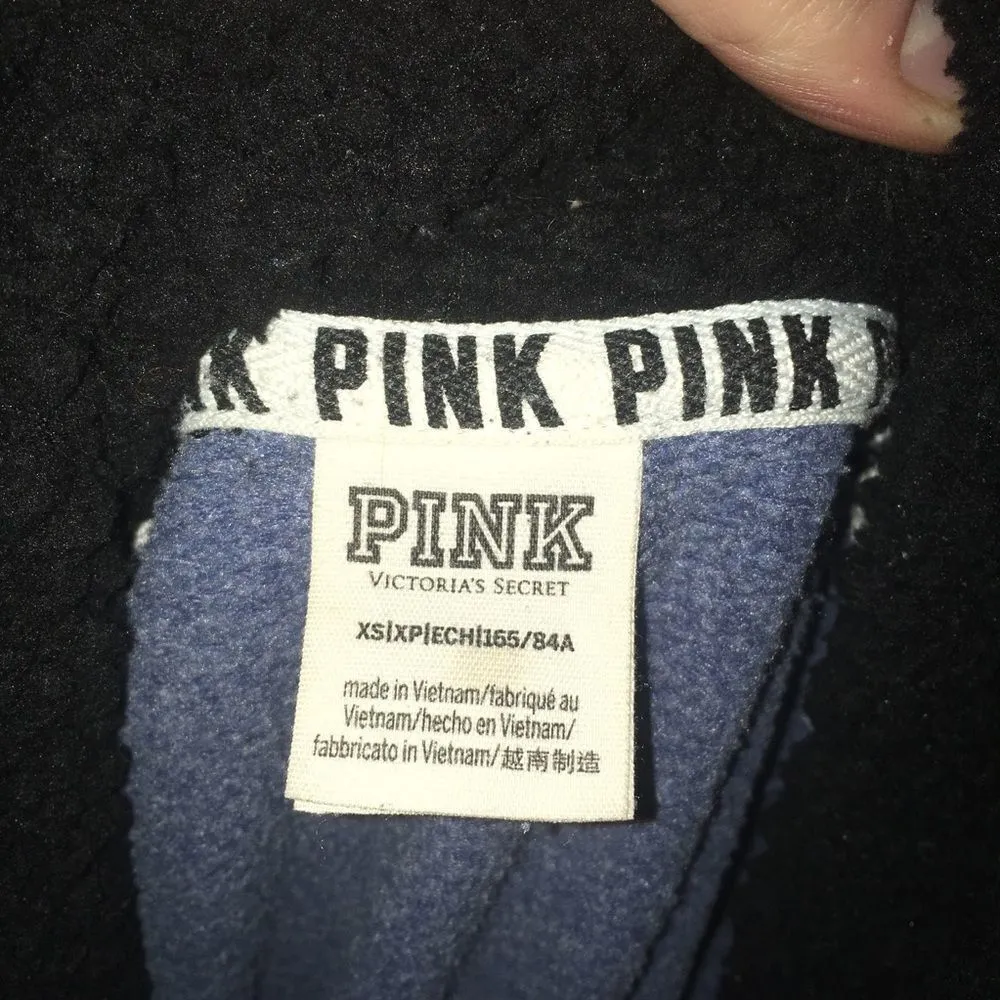 PINK PINK
PINK
VICTORIA'S SECRET
XS|XP|ECH|165/84A
made in Vietnam/fabriqué au
Vietnam/hecho en Vietnam/
fabbricato in Vietnam/越南制造